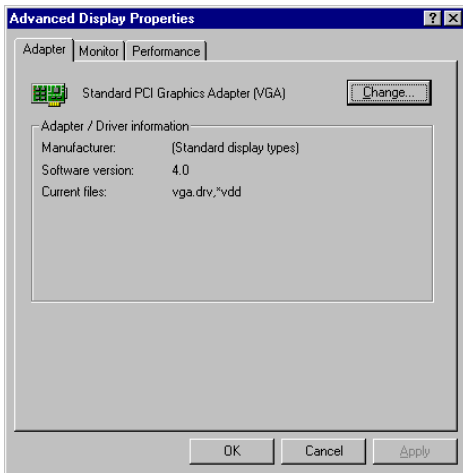 Advanced Display Properties
Adapter Monitor Performance
Standard PCI Graphics Adapter (VGA) Change...
Adapter / Driver information
Manufacturer: (Standard display types)
Software version: 4.0
Current files: vga.drv,*vdd
OK Cancel Apply